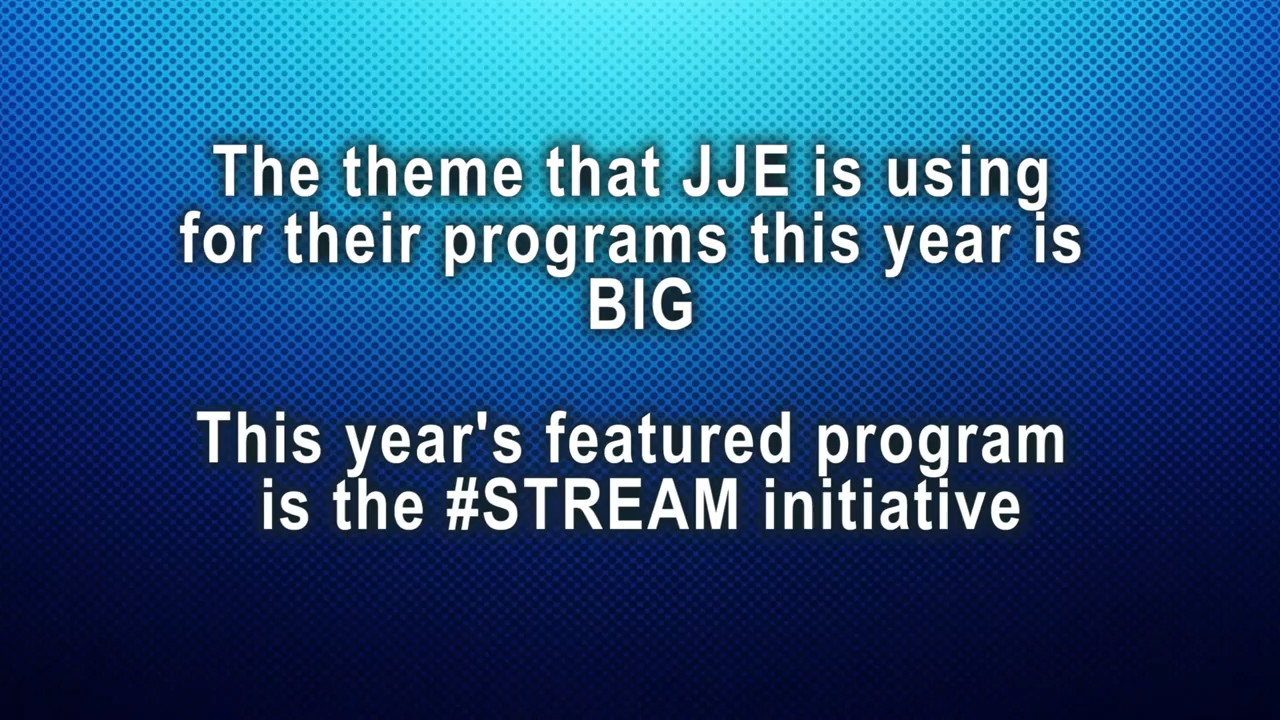 The theme that JJE is using
for their programs this year is
BIG
This year's featured program
is the #STREAM initiative